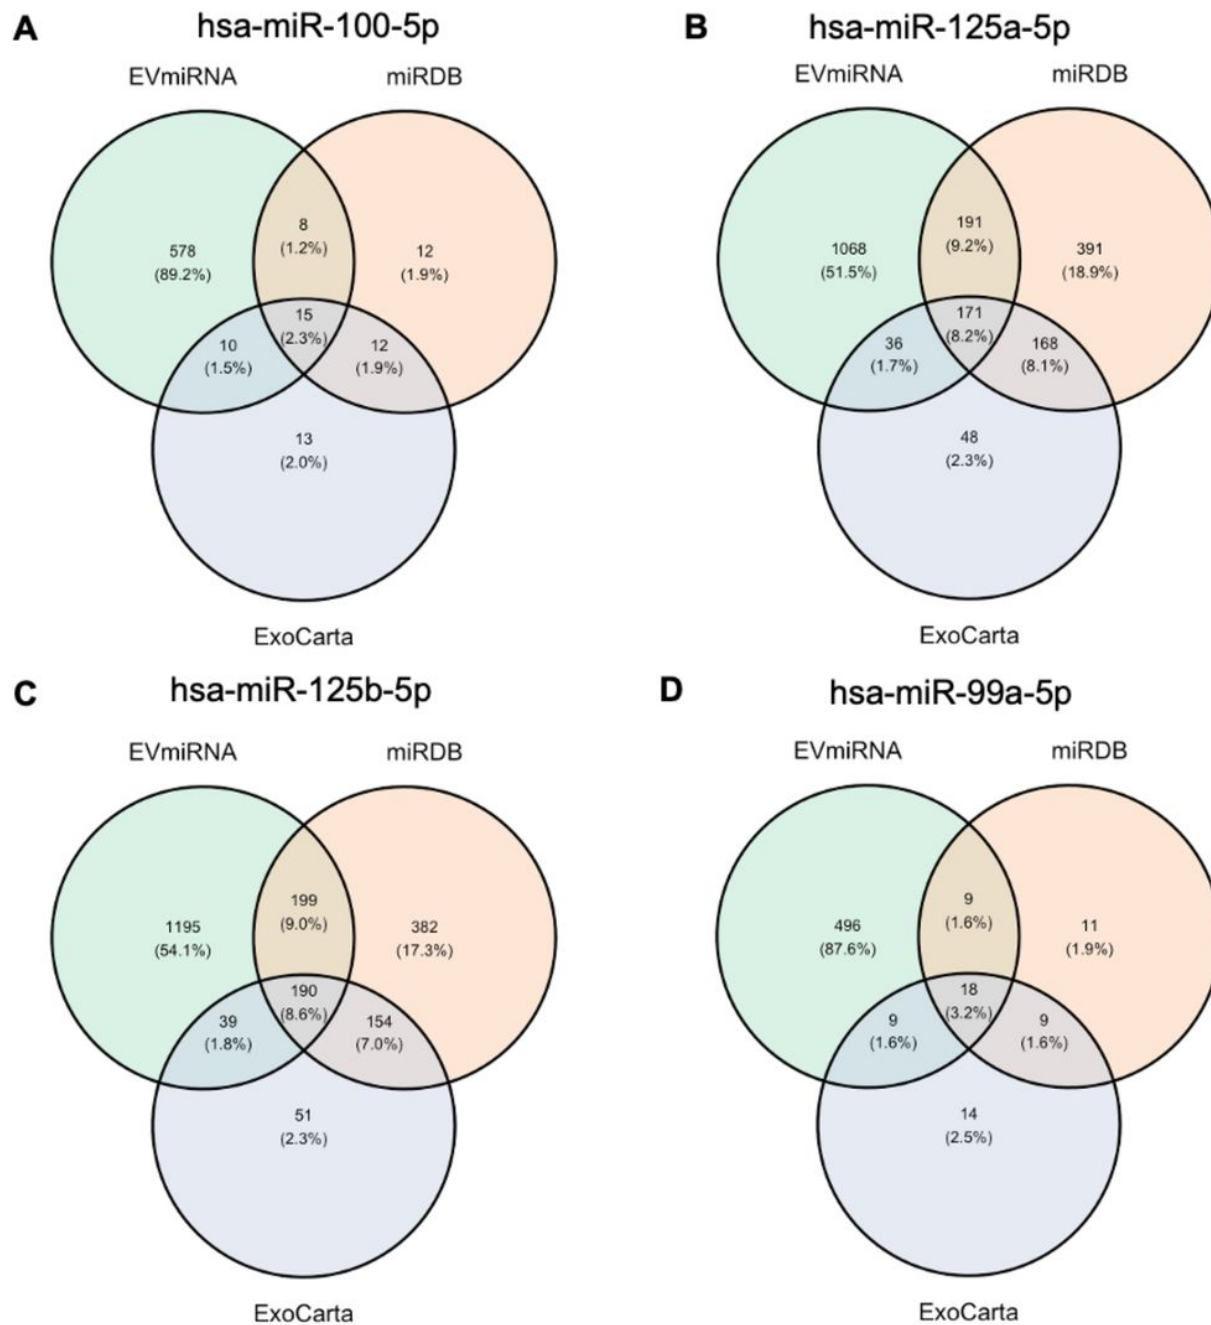 A
hsa-miR-100-5p
EVmiRNA
miRDB
8
(1.2%)
578
(89.2%)
12
(1.9%)
15
(2.3%)
10
(1.5%)
12
(1.9%)
13
(2.0%)
ExoCarta
B
hsa-miR-125a-5p
EVmiRNA
miRDB
191
(9.2%)
1068
(51.5%)
391
(18.9%)
171
(8.2%)
36
(1.7%)
168
(8.1%)
48
(2.3%)
ExoCarta
C
hsa-miR-125b-5p
EVmiRNA
miRDB
199
(9.0%)
1195
(54.1%)
382
(17.3%)
190
(8.6%)
39
(1.8%)
154
(7.0%)
51
(2.3%)
ExoCarta
D
hsa-miR-99a-5p
EVmiRNA
miRDB
9
(1.6%)
496
(87.6%)
11
(1.9%)
18
(3.2%)
9
(1.6%)
9
(1.6%)
14
(2.5%)
ExoCarta